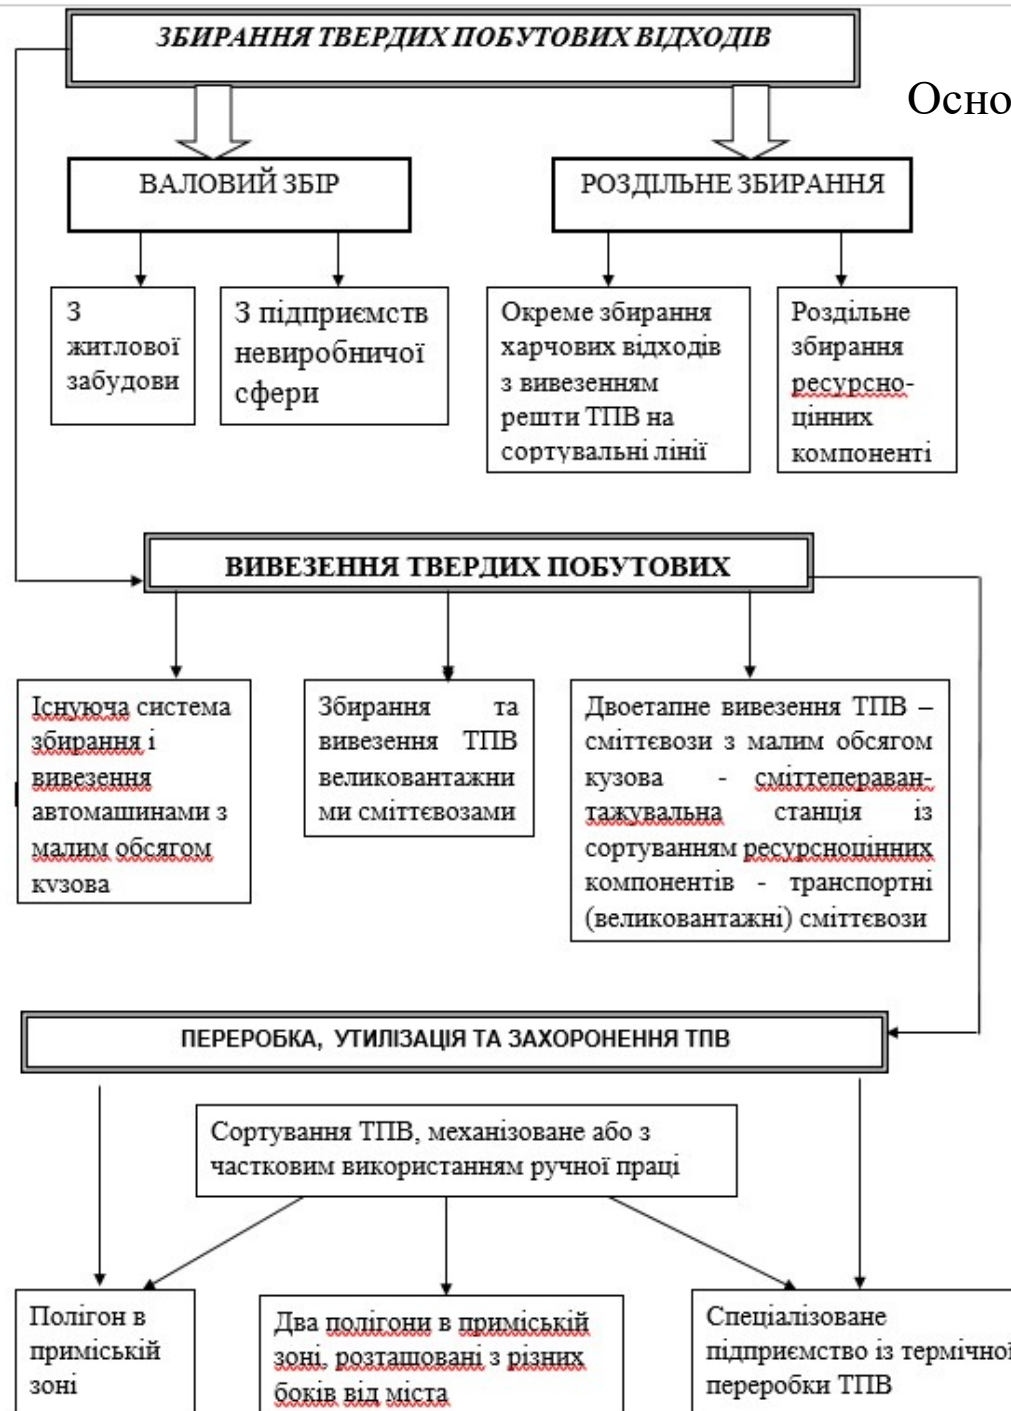 ЗБИРАННЯ ТВЕРДИХ ПОБУТОВИХ ВІДХОДІВ
Осно
ВАЛОВИЙ ЗБІР
РОЗДІЛЬНЕ ЗБИРАННЯ
З
житлової
забудови
З підприємств
невиробничої
сфери
Окреме збирання
харчових відходів
з вивезенням
решти ТПВ на
сортувальні лінії
Роздільне
збирання
ресурсно-
цінних
компоненті
ВИВЕЗЕННЯ ТВЕРДИХ ПОБУТОВИХ
Існуюча система
збирання і
вивезення
автомашинами з
малим обсягом
кузова
Збирання та
вивезення ТПВ
великовантажни
ми сміттєвозами
Двоетапне вивезення ТПВ –
сміттєвози з малим обсягом
кузова - сміттеператван-
тажувальна станція із
сортуванням ресурсноцінних
компонентів - транспортні
(великовантажні) сміттєвози
ПЕРЕРОБКА, УТИЛІЗАЦІЯ ТА ЗАХОРОНЕННЯ ТПВ
Сортування ТПВ, механізоване або з
частковим використанням ручної праці
Полігон в
приміській
зоні
Два полігони в приміській
зоні, розташовані з різних
боків від міста
Спеціалізоване
підприємство із термічної
переробки ТПВ